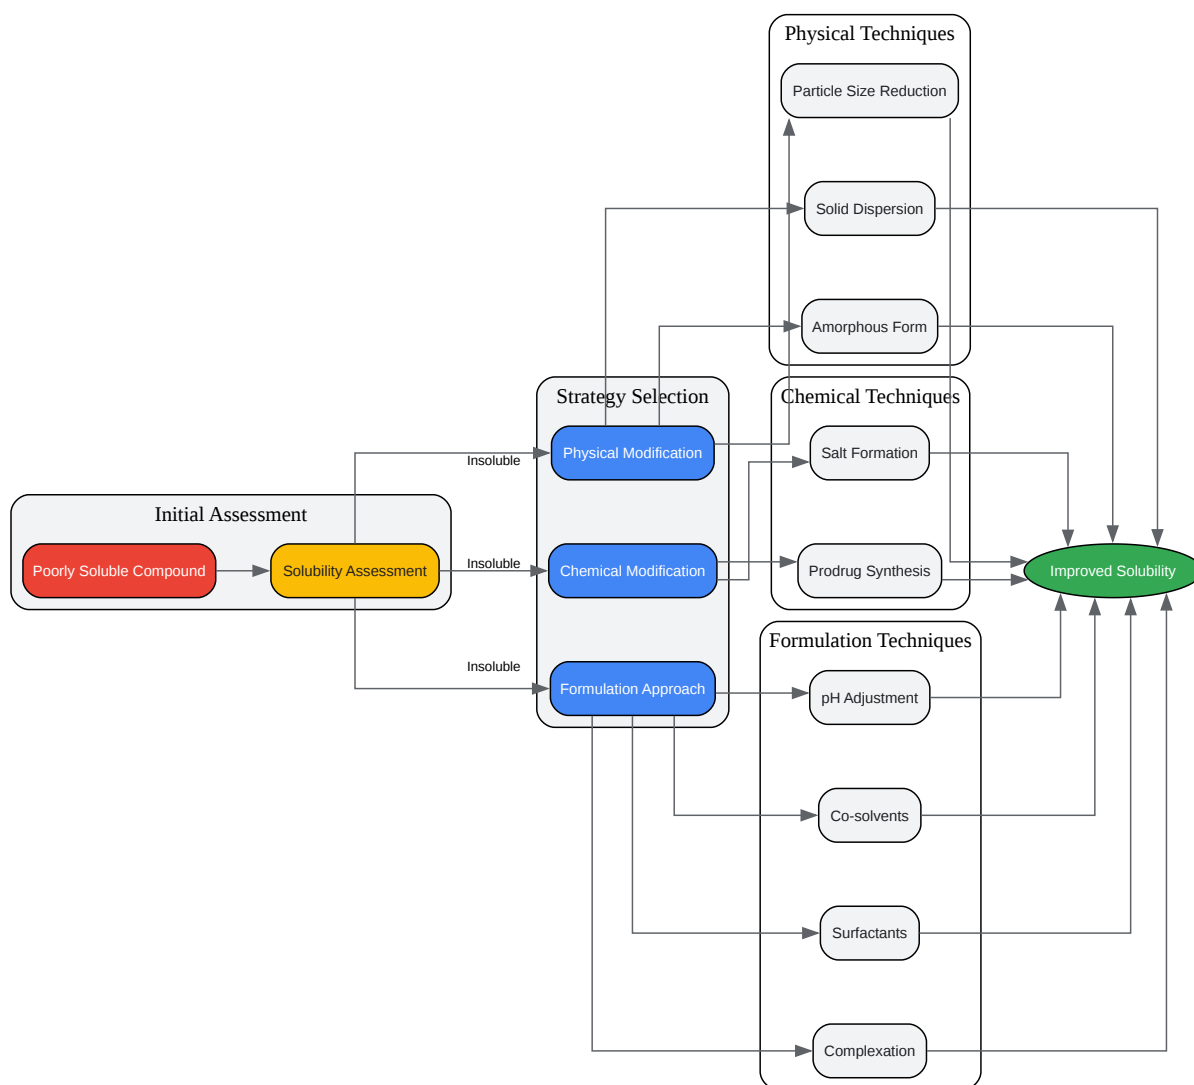 Physical Techniques
Particle Size Reduction
Solid Dispersion
Amorphous Form
Strategy Selection
Chemical Techniques
Physical Modification
Salt Formation
Insoluble
Initial Assessment
Poorly Soluble Compound
Solubility Assessment
Insoluble
Chemical Modification
Prodrug Synthesis
Improved Solubility
Formulation Techniques
Insoluble
Formulation Approach
pH Adjustment
Co-solvents
Surfactants
Complexation